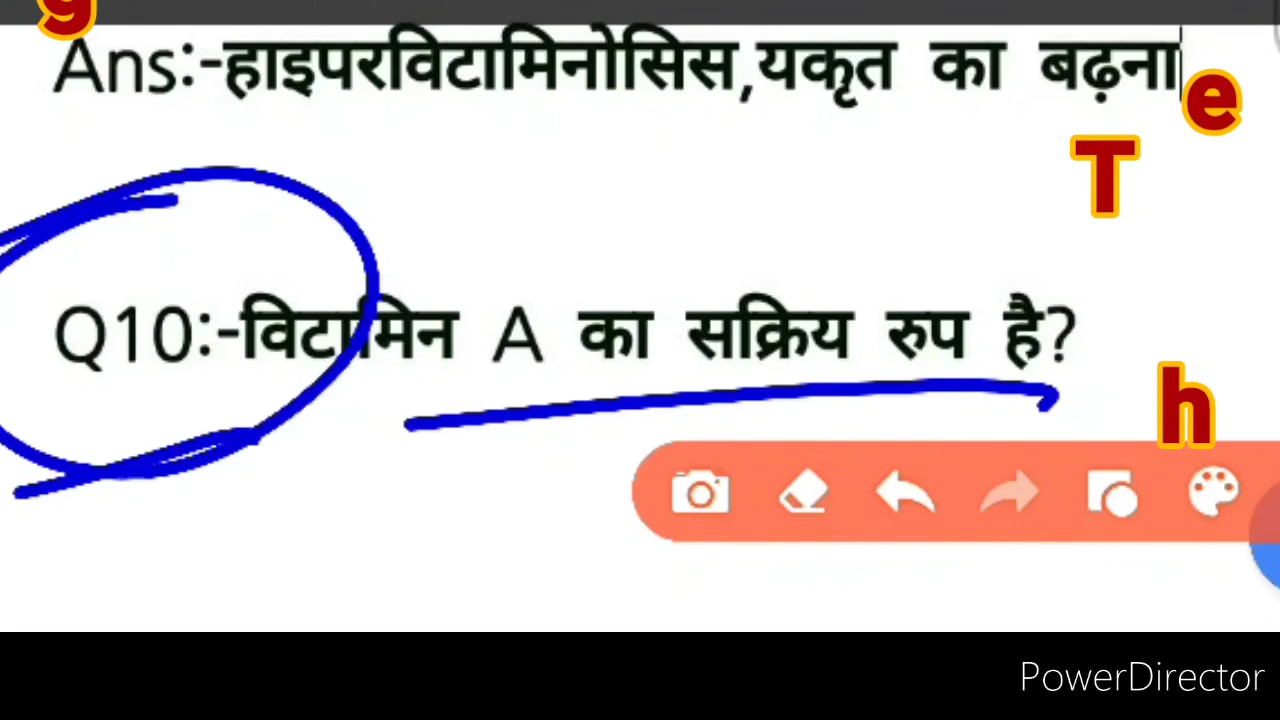 g
Ans:-हाइपरविटामिनोसिस,यकृत का बढ़ना
e
T
Q10:-विटामिन A का सक्रिय रुप है?
h
PowerDirector